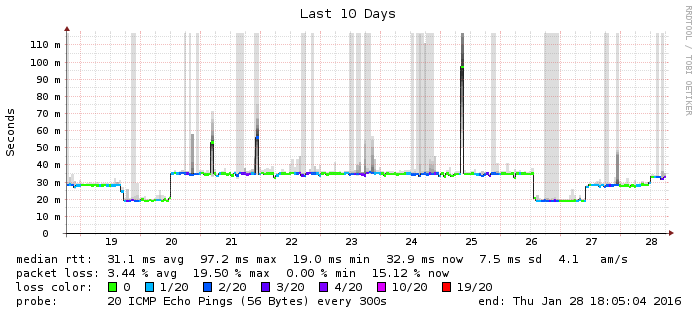 Last 10 Days
RRDTOOL / TOBI OETIKER
Seconds
110 m
100 m
90 m
80 m
70 m
60 m
50 m
40 m
30 m
20 m
10 m
0
19 20 21 22 23 24 25 26 27 28
median rtt: 31.1 ms avg 97.2 ms max 19.0 ms min 32.9 ms now 7.5 ms sd 4.1 am/s
packet loss: 3.44 % avg 19.50 % max 0.00 % min 15.12 % now
loss color: 0 1/20 2/20 3/20 4/20 10/20 19/20
probe: 20 ICMP Echo Pings (56 Bytes) every 300s end: Thu Jan 28 18:05:04 2016